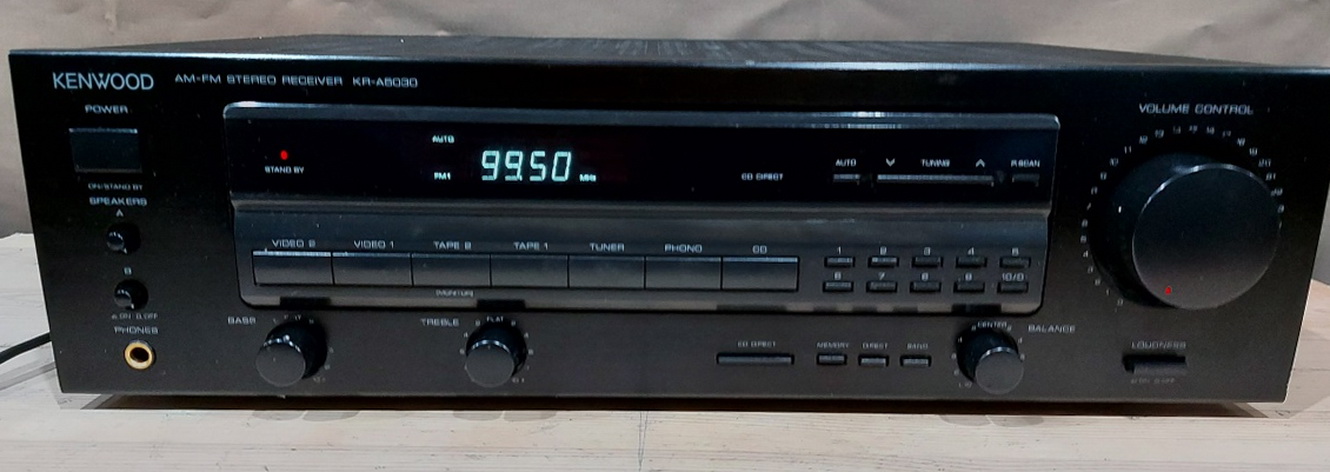 KENWOOD AM-FM STEREO RECEIVER KR-A5030
POWER
ON/STAND BY
SPEAKERS
A
B
ON OFF
PHONES
STAND BY
AUTO
FM1 99.50 MHz
CD DIRECT
AUTO TUNING P.SCAN
VIDEO 2 VIDEO 1 TAPE 2 TAPE 1 TUNER PHONO CD
MONITOR
1 2 3 4 5
6 7 8 9 10/0
BASS
TREBLE FLAT
CD DIRECT MEMORY DIRECT BAND
CENTER BALANCE
VOLUME CONTROL
LOUDNESS